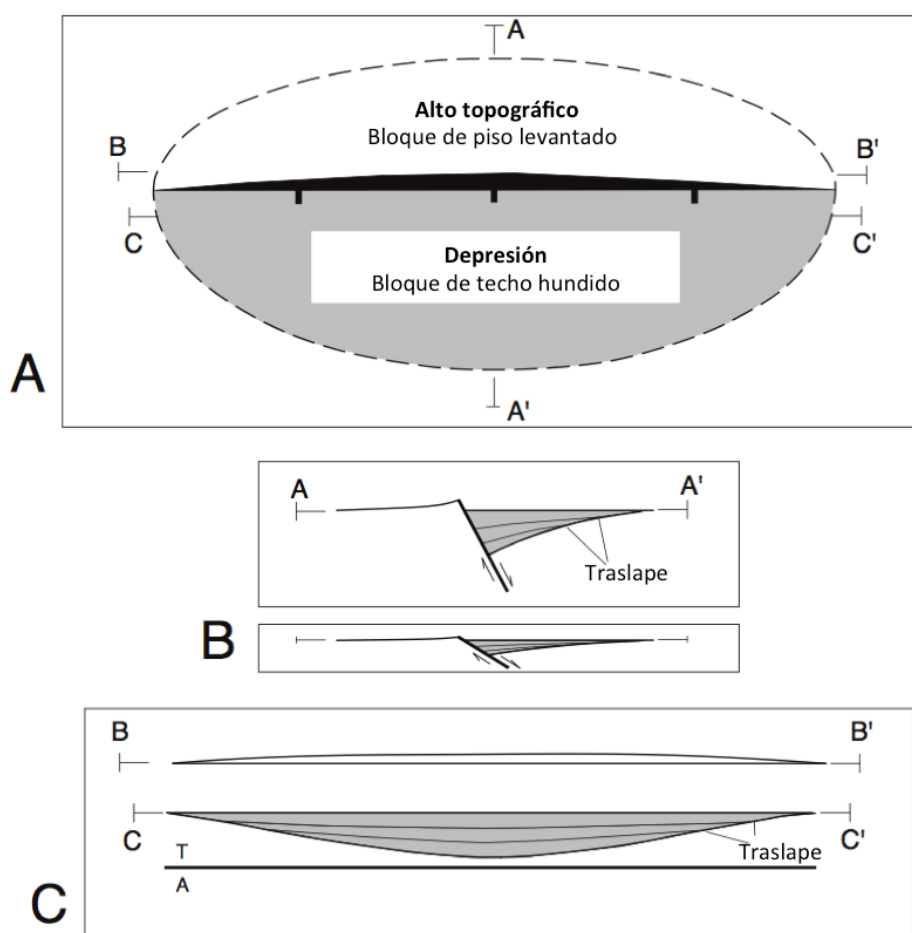 A
Alto topográfico
Bloque de piso levantado
B
B'
C
C'
Depresión
Bloque de techo hundido
A
A'
A
A'
Traslape
B
B
B'
C
C'
Traslape
T
A
C